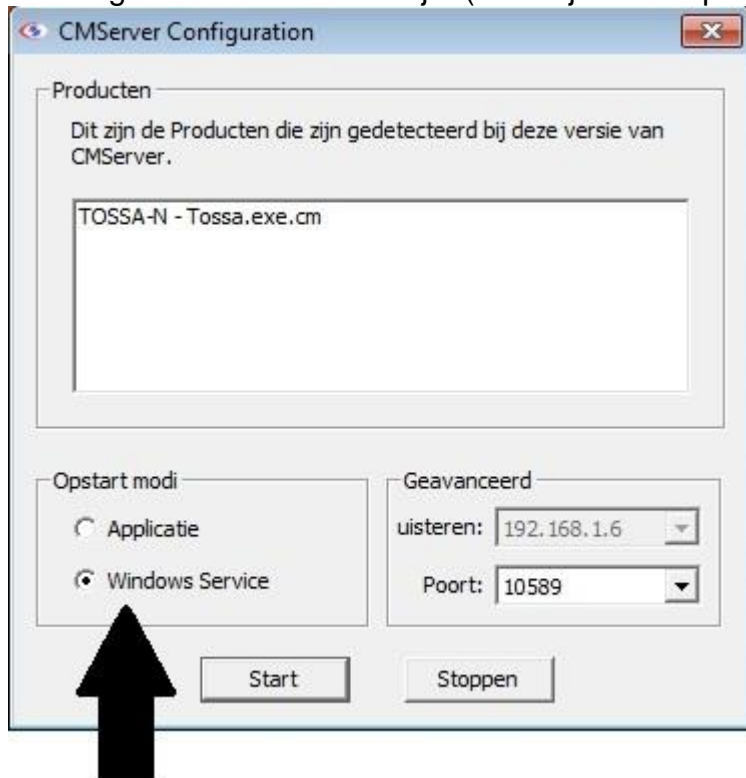 CMServer Configuration
Producten
Dit zijn de Producten die zijn gedetecteerd bij deze versie van
CMServer.
TOSSA-N - Tossa.exe.cm
Opstart modi
Applicatie
Windows Service
Geavanceerd
uisteren: 192.168.1.6
Poort: 10589
Start
Stoppen